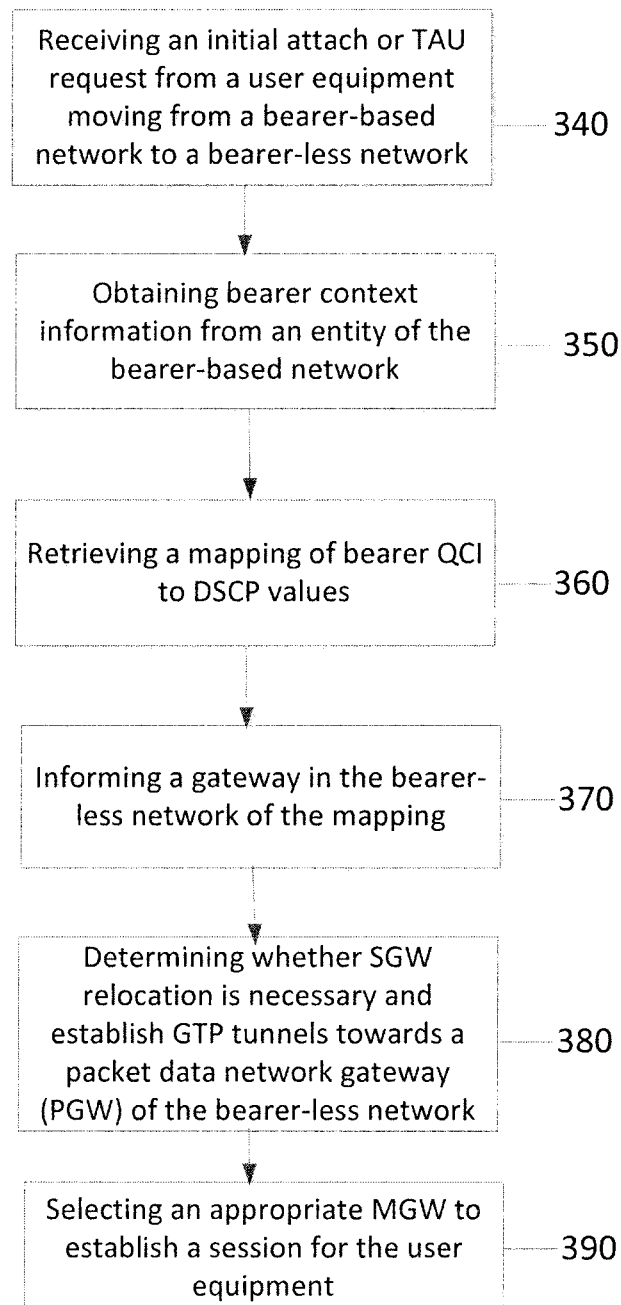 Receiving an initial attach or TAU
request from a user equipment
moving from a bearer-based
network to a bearer-less network
340
Obtaining bearer context
information from an entity of the
bearer-based network
350
Retrieving a mapping of bearer QCI
to DSCP values
360
Informing a gateway in the bearer-
less network of the mapping
370
Determining whether SGW
relocation is necessary and
establish GTP tunnels towards a
packet data network gateway
(PGW) of the bearer-less network
380
Selecting an appropriate MGW to
establish a session for the user
equipment
390